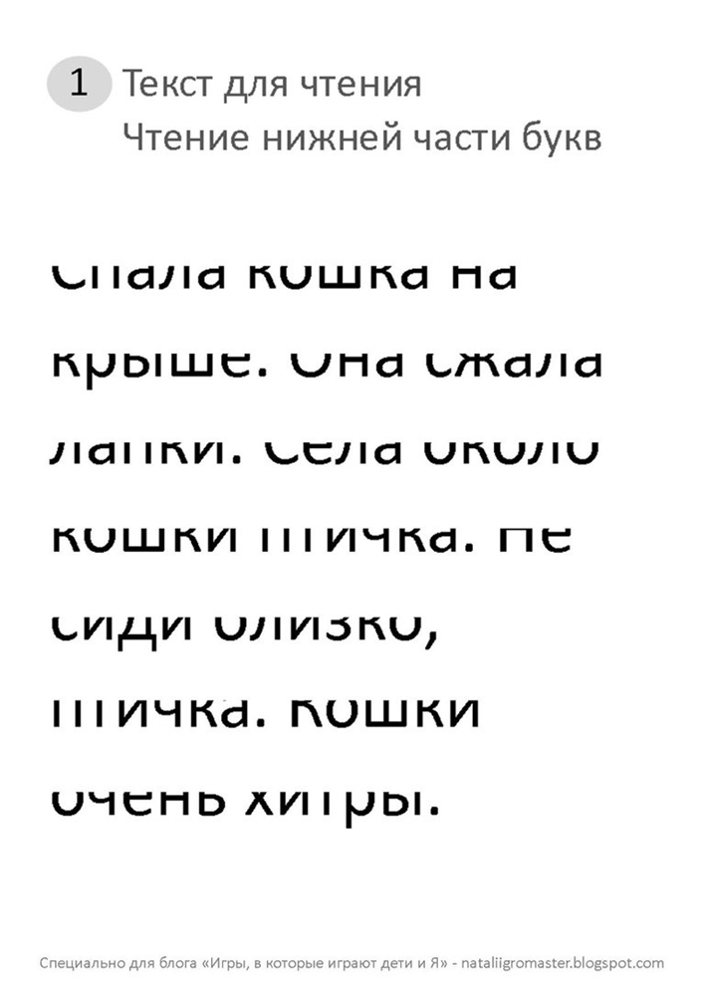 1 Текст для чтения
Чтение нижней части букв
Спала кошка на
крыше. Она сжала
лапки. Села около
кошки птичка. Не
сиди близко,
птичка. Кошки
очень хитры.
Специально для блога «Игры, в которые играют дети и Я» - nataliigromaster.blogspot.com